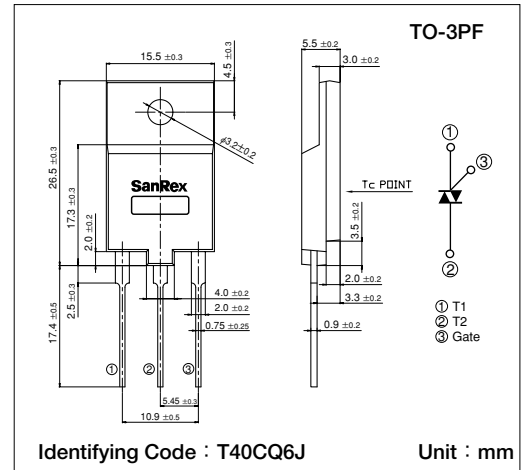 TO-3PF
15.5 ±0.3
4.5 ±0.3
5.5 ±0.2
3.0 ±0.2
ø3.2±0.2
26.5 ±0.3
17.3 ±0.3
2.0 ±0.2
SanRex
Tc POINT
3.5 ±0.2
2.0 ±0.2
3.3 ±0.2
0.9 ±0.2
4.0 ±0.2
2.0 ±0.2
0.75 ±0.25
2.5 ±0.3
17.4 ±0.5
① ② ③
5.45 ±0.3
10.9 ±0.5
①
③
②
① T1
② T2
③ Gate
Identifying Code：T40CQ6J
Unit：mm